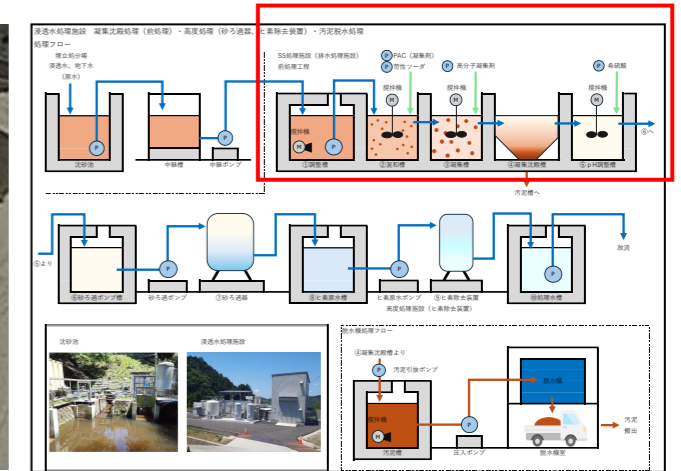 浸透水処理施設　凝集沈殿処理（前処理）・高度処理（砂ろ過器、ヒ素除去装置）・汚泥脱水処理
処理フロー
埋立処分場
浸透水、地下水
（原水）
SS処理施設（排水処理施設）
前処理工程
P PAC（凝集剤）
P 苛性ソーダ
P 高分子凝集剤
P 希硫酸
撹拌機
M
撹拌機
M
撹拌機
M
撹拌機
M
P
P
P
⑥へ
沈砂池
中継槽
中継ポンプ
①調整槽
②混和槽
③凝集槽
④凝集沈殿槽
⑤pH調整槽
汚泥槽へ
⑤より
P
P
P
放流
⑥砂ろ過ポンプ槽
砂ろ過ポンプ
⑦砂ろ過器
⑧ヒ素原水槽
ヒ素原水ポンプ
⑨ヒ素除去装置
⑩処理水槽
高度処理施設（ヒ素除去装置）
沈砂池
浸透水処理施設
脱水機処理フロー
④凝集沈殿槽より
P 汚泥引抜ポンプ
撹拌機
M
P
脱水機
汚泥
搬出
汚泥槽
圧入ポンプ
脱水機室